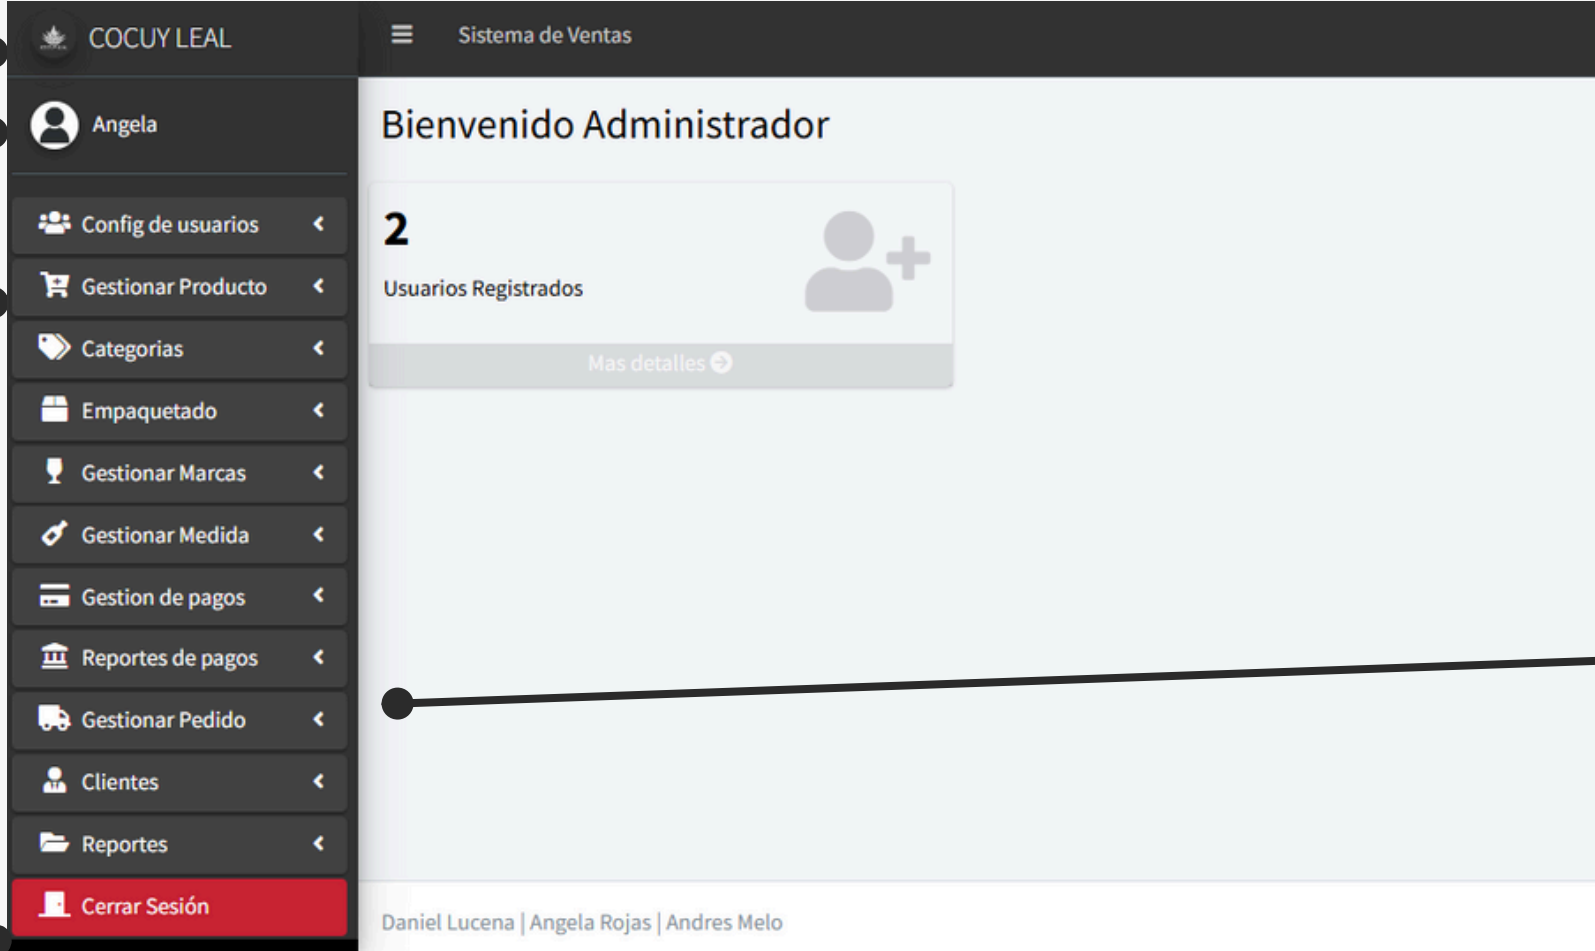 COCUY LEAL
Sistema de Ventas
Angela
Bienvenido Administrador
Config de usuarios
Gestionar Producto
Categorias
Empaquetado
Gestionar Marcas
Gestionar Medida
Gestion de pagos
Reportes de pagos
Gestionar Pedido
Clientes
Reportes
Cerrar Sesión
2
Usuarios Registrados
Mas detalles
Daniel Lucena | Angela Rojas | Andres Melo